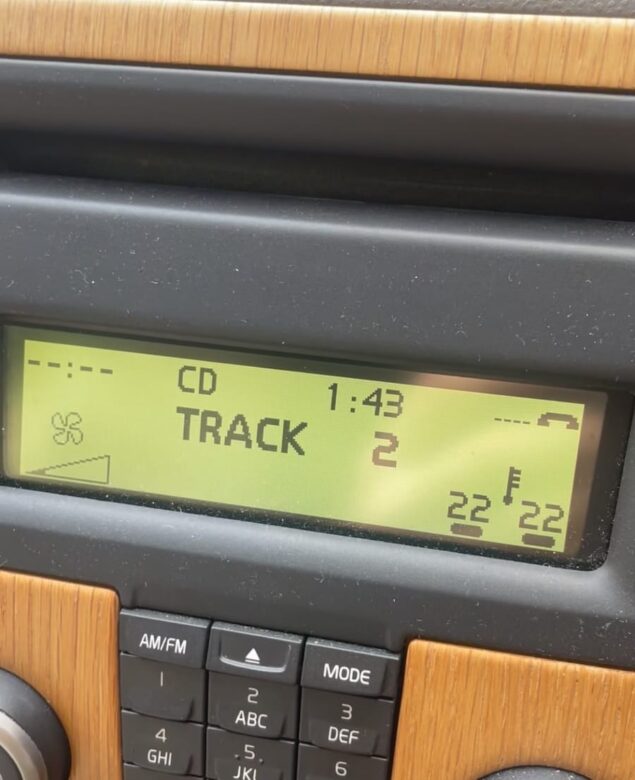 --:-- CD 1:43 ----
TRACK 2
22 22
AM/FM MODE
1 2 ABC 3 DEF
4 GHI 5 JKL 6